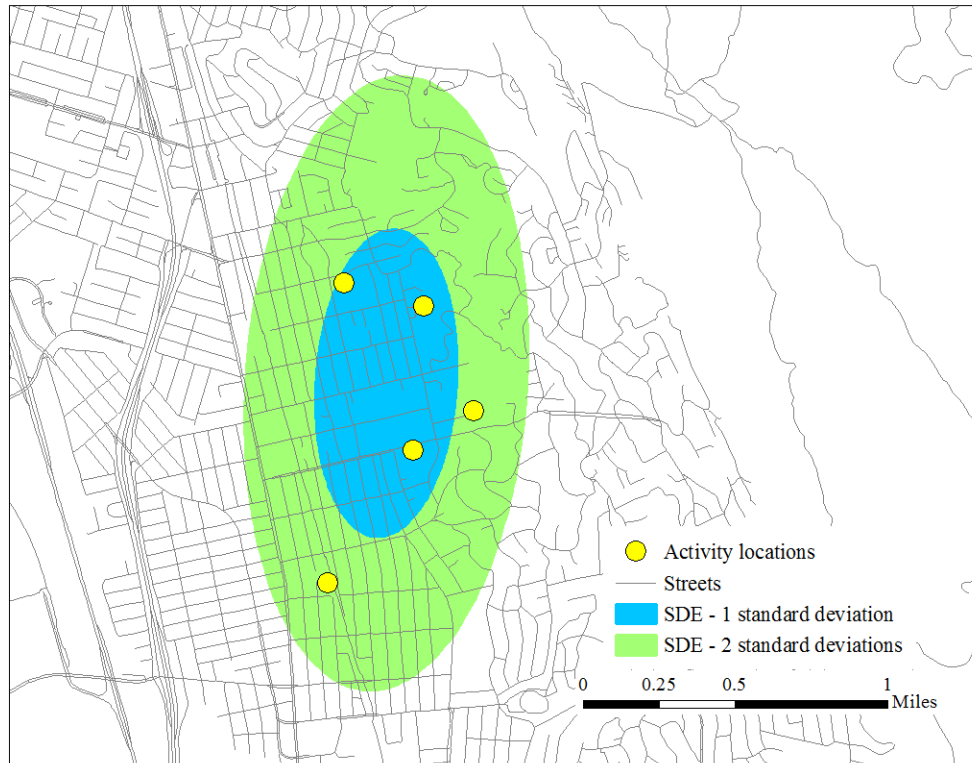 Activity locations
Streets
SDE - 1 standard deviation
SDE - 2 standard deviations
0 0.25 0.5 1
Miles